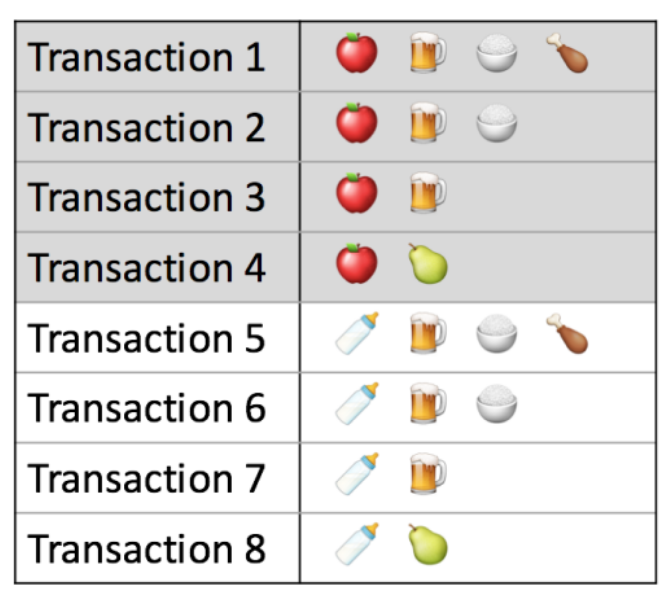 Transaction 1
Transaction 2
Transaction 3
Transaction 4
Transaction 5
Transaction 6
Transaction 7
Transaction 8